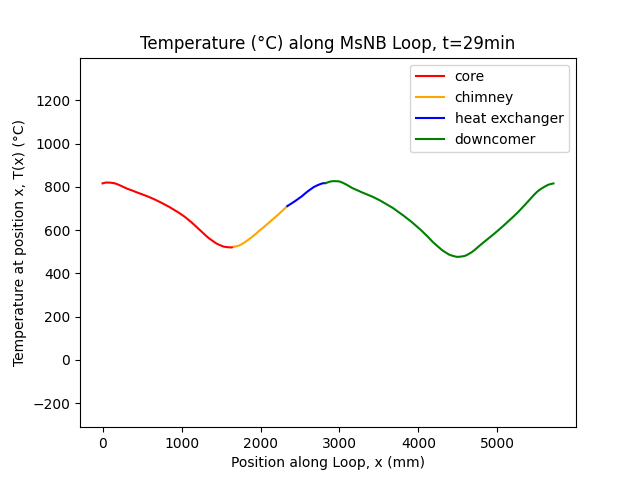 Temperature (°C) along MsNB Loop, t=29min
Temperature at position x, T(x) (°C)
1200
1000
800
600
400
200
0
−200
core
chimney
heat exchanger
downcomer
0
1000
2000
3000
4000
5000
Position along Loop, x (mm)